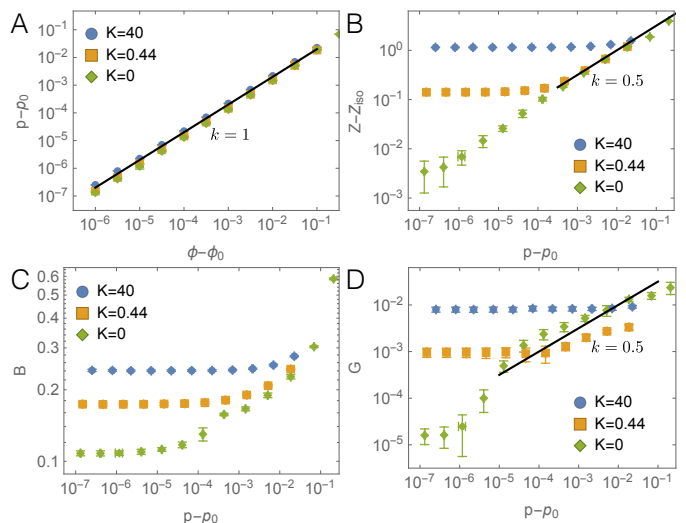 A
p-p₀
10⁻¹
10⁻²
10⁻³
10⁻⁴
10⁻⁵
10⁻⁶
10⁻⁷
K=40
K=0.44
K=0
k = 1
10⁻⁶ 10⁻⁵ 10⁻⁴ 10⁻³ 10⁻² 10⁻¹
ϕ-ϕ₀
B
Z-Z_iso
10⁰
10⁻¹
10⁻²
10⁻³
k = 0.5
K=40
K=0.44
K=0
10⁻⁷ 10⁻⁶ 10⁻⁵ 10⁻⁴ 10⁻³ 10⁻² 10⁻¹
p-p₀
C
B
0.6
0.5
0.4
0.3
0.2
0.1
K=40
K=0.44
K=0
10⁻⁷ 10⁻⁶ 10⁻⁵ 10⁻⁴ 10⁻³ 10⁻² 10⁻¹
p-p₀
D
G
10⁻²
10⁻³
10⁻⁴
10⁻⁵
k = 0.5
K=40
K=0.44
K=0
10⁻⁷ 10⁻⁶ 10⁻⁵ 10⁻⁴ 10⁻³ 10⁻² 10⁻¹
p-p₀